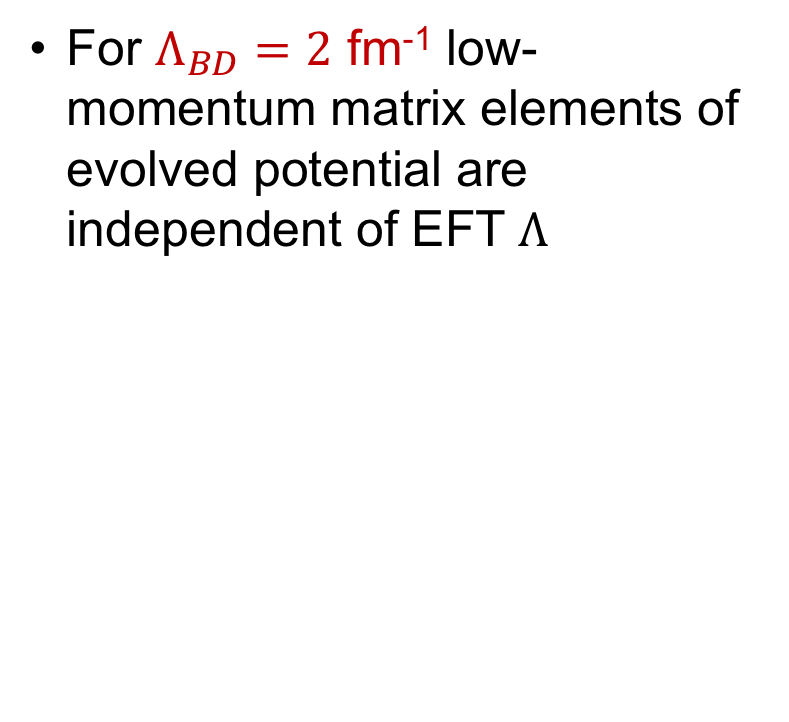 • For Λ_BD = 2 fm⁻¹ low-
momentum matrix elements of
evolved potential are
independent of EFT Λ